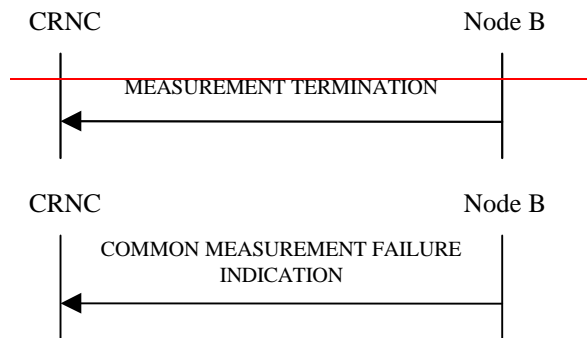 CRNC Node B
MEASUREMENT TERMINATION
CRNC Node B
COMMON MEASUREMENT FAILURE
INDICATION